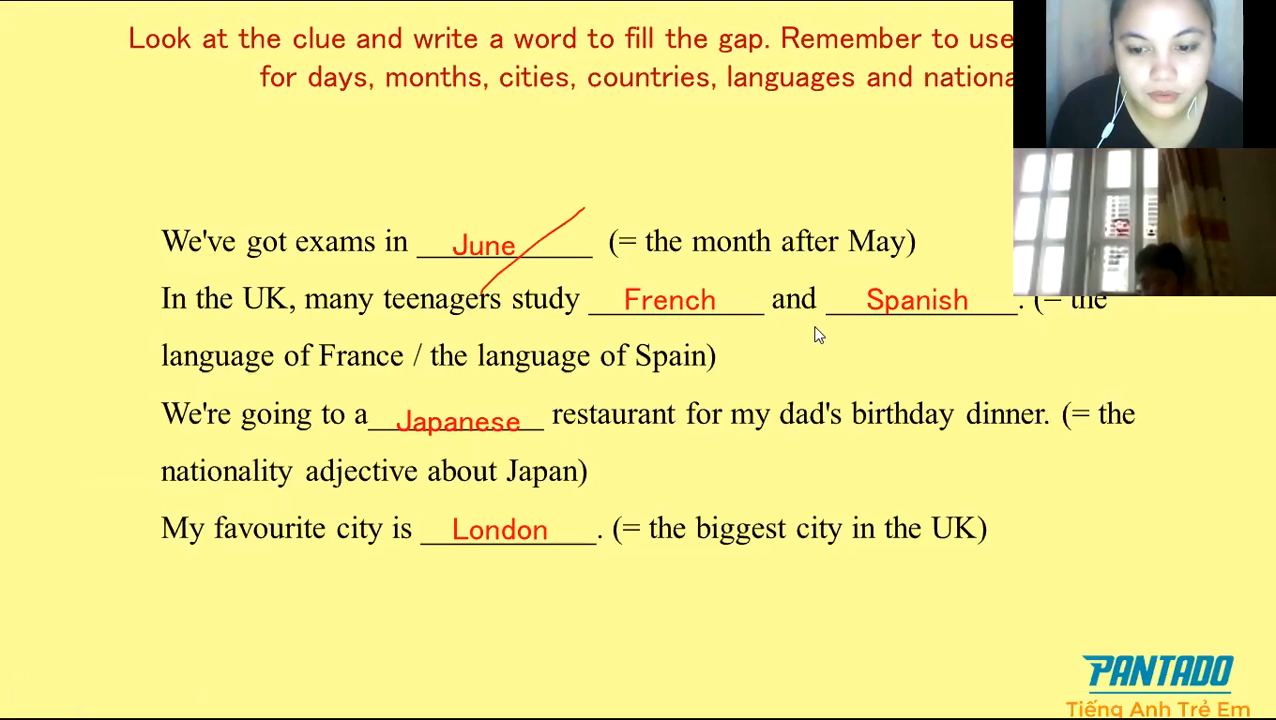 Look at the clue and write a word to fill the gap. Remember to use
for days, months, cities, countries, languages and
We've got exams in June (= the month after May)
In the UK, many teenagers study French and Spanish. (= the
language of France / the language of Spain)
We're going to a Japanese restaurant for my dad's birthday dinner. (= the
nationality adjective about Japan)
My favourite city is London. (= the biggest city in the UK)
PANTADO
Tiếng Anh Trẻ Em